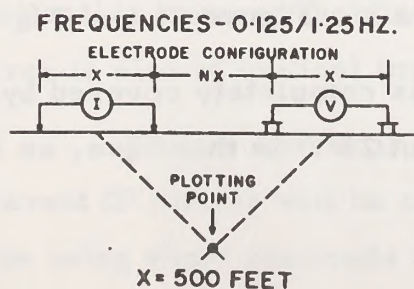 FREQUENCIES-0.125/1.25 HZ.
ELECTRODE CONFIGURATION
X NX X
I V
PLOTTING
POINT
X = 500 FEET